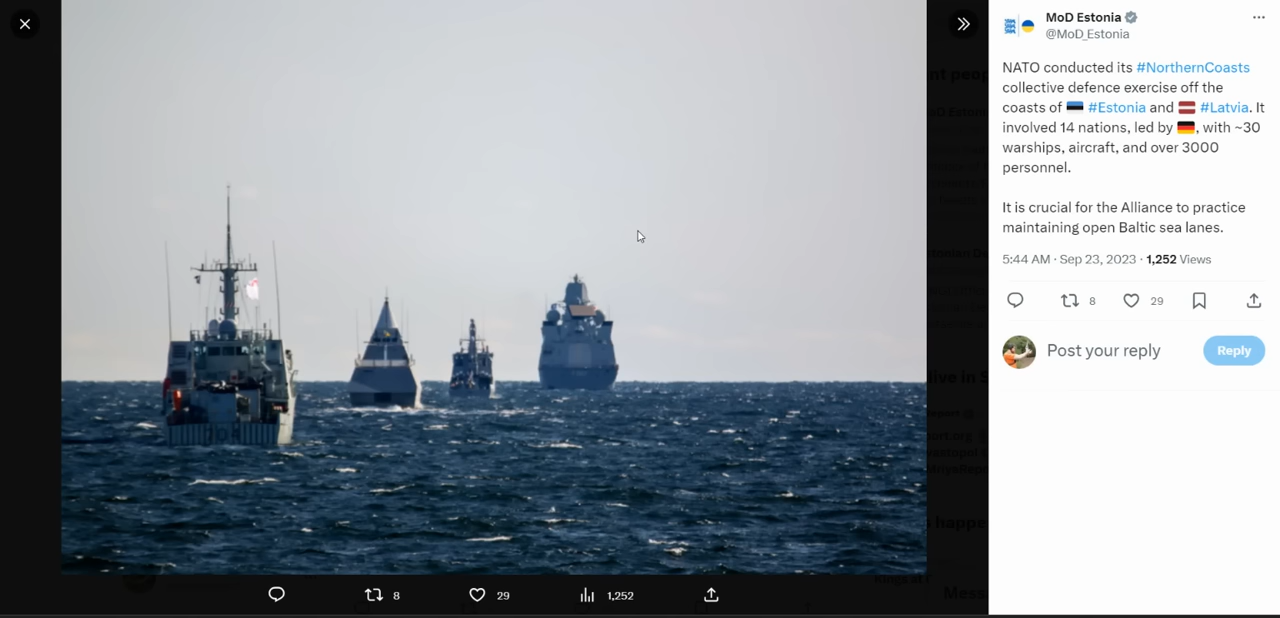 MoD Estonia
@MoD_Estonia
NATO conducted its #NorthernCoasts
collective defence exercise off the
coasts of 🇪🇪 #Estonia and 🇱🇻 #Latvia. It
involved 14 nations, led by 🇩🇪, with ~30
warships, aircraft, and over 3000
personnel.
It is crucial for the Alliance to practice
maintaining open Baltic sea lanes.
5:44 AM · Sep 23, 2023 · 1,252 Views
8 29
Post your reply Reply
8 29 1,252